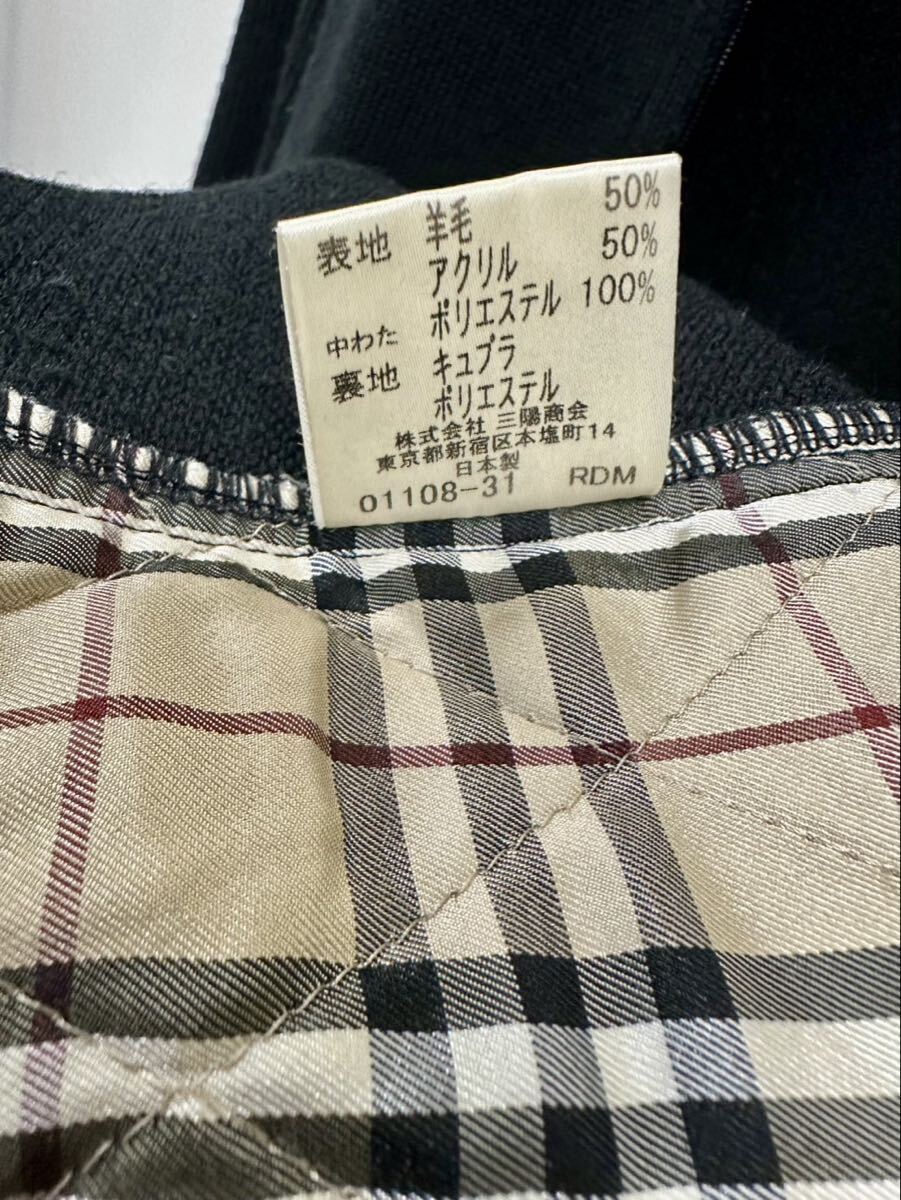 表地 羊毛 50%
アクリル 50%
中わた ポリエステル 100%
裏地 キュプラ
ポリエステル
株式会社 三陽商会
東京都新宿区本塩町14
日本製
01108-31 RDM